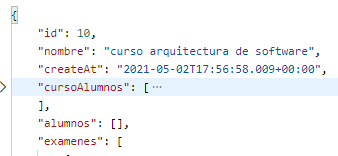 {
"id": 10,
"nombre": "curso arquitectura de software",
"createAt": "2021-05-02T17:56:58.009+00:00",
"cursoAlumnos": [ ...
],
"alumnos": [],
"examenes": [